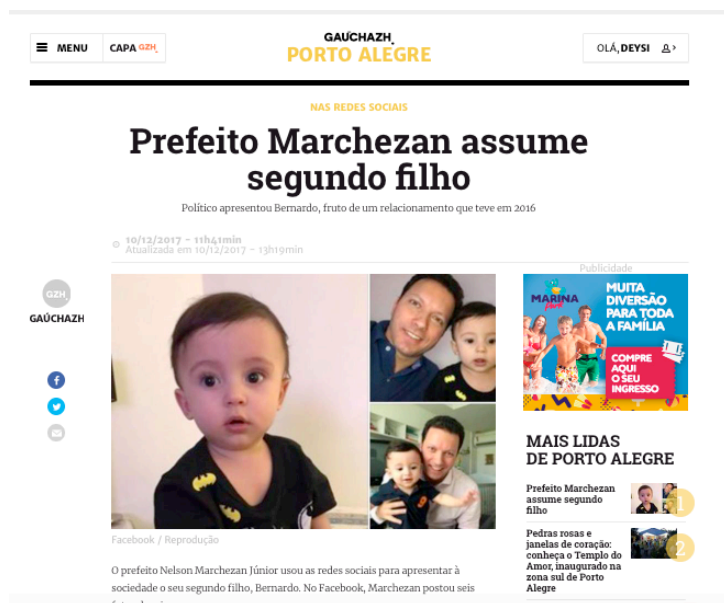 MENU
CAPA GZH
GAÚCHAZH
PORTO ALEGRE
OLÁ, DEYSI
NAS REDES SOCIAIS
Prefeito Marchezan assume
segundo filho
Político apresentou Bernardo, fruto de um relacionamento que teve em 2016
10/12/2017 - 11h41min
Atualizada em 10/12/2017 - 13h19min
GZH
GAÚCHAZH
Facebook / Reprodução
O prefeito Nelson Marchezan Júnior usou as redes sociais para apresentar à
sociedade o seu segundo filho, Bernardo. No Facebook, Marchezan postou seis
Publicidade
MARINA
Park
MUITA
DIVERSÃO
PARA TODA
A FAMÍLIA
COMPRE
AQUI
O SEU
INGRESSO
MAIS LIDAS
DE PORTO ALEGRE
Prefeito Marchezan
assume segundo
filho
1
Pedras rosas e
janelas de coração:
conheça o Templo do
Amor, inaugurado na
zona sul de Porto
Alegre
2